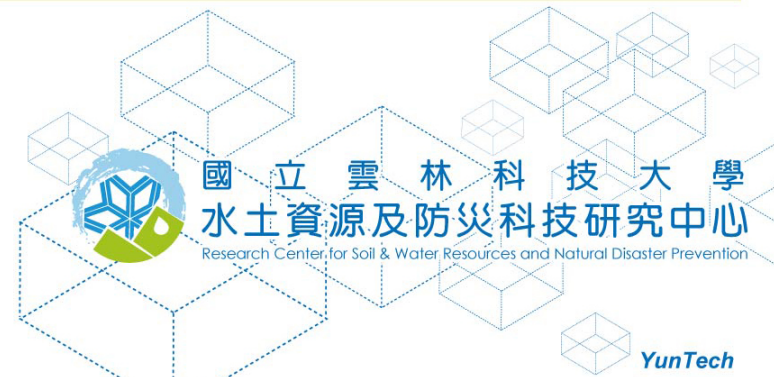 國立雲林科技大學
水土資源及防災科技研究中心
Research Center for Soil & Water Resources and Natural Disaster Prevention
YunTech